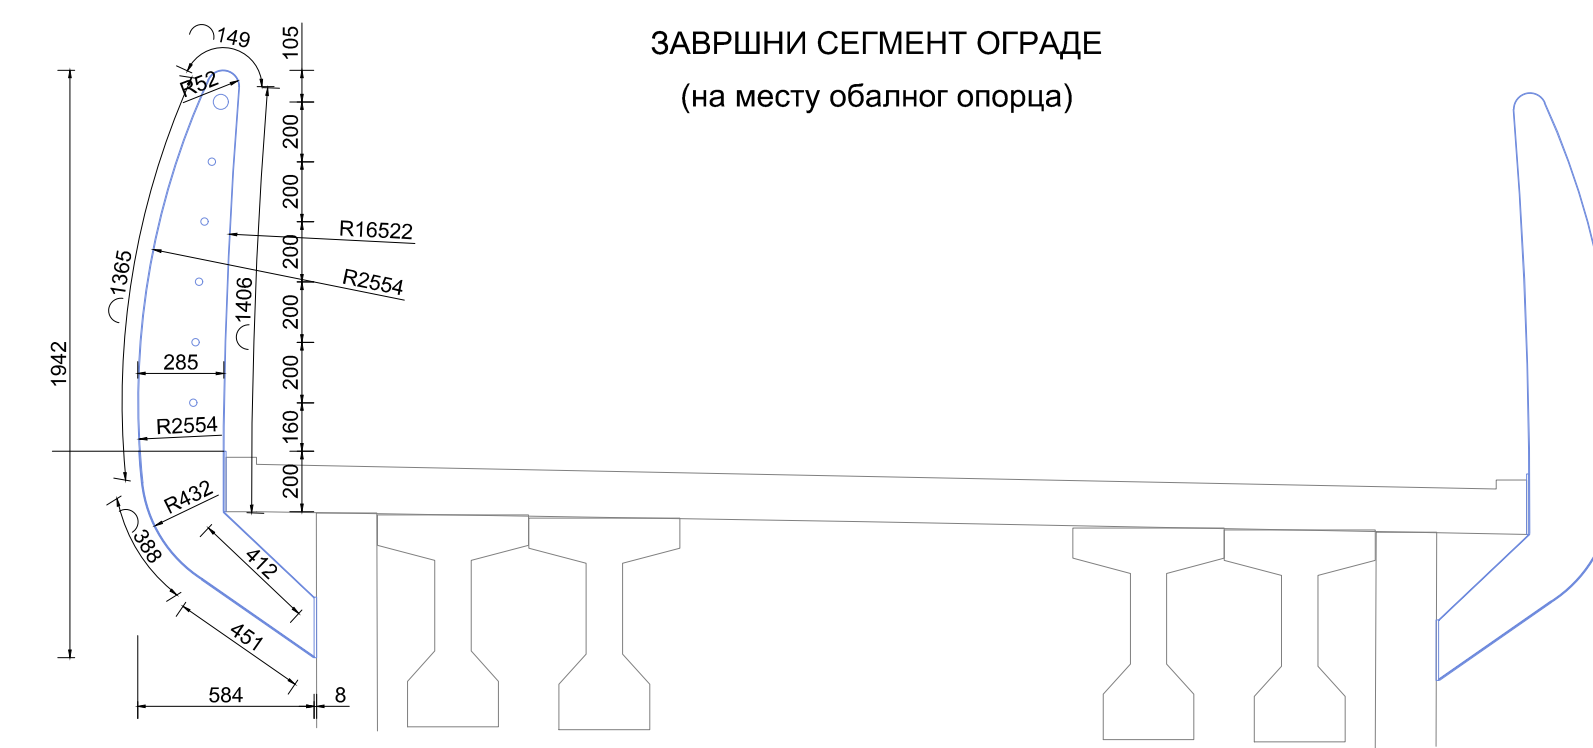 ЗАВРШНИ СЕГМЕНТ ОГРАДЕ
(на месту обалног опорца)
149
105
R52
200
200
R16522
200
R2554
1365
1406
200
1942
285
200
R2554
160
200
R432
388
412
451
584
8